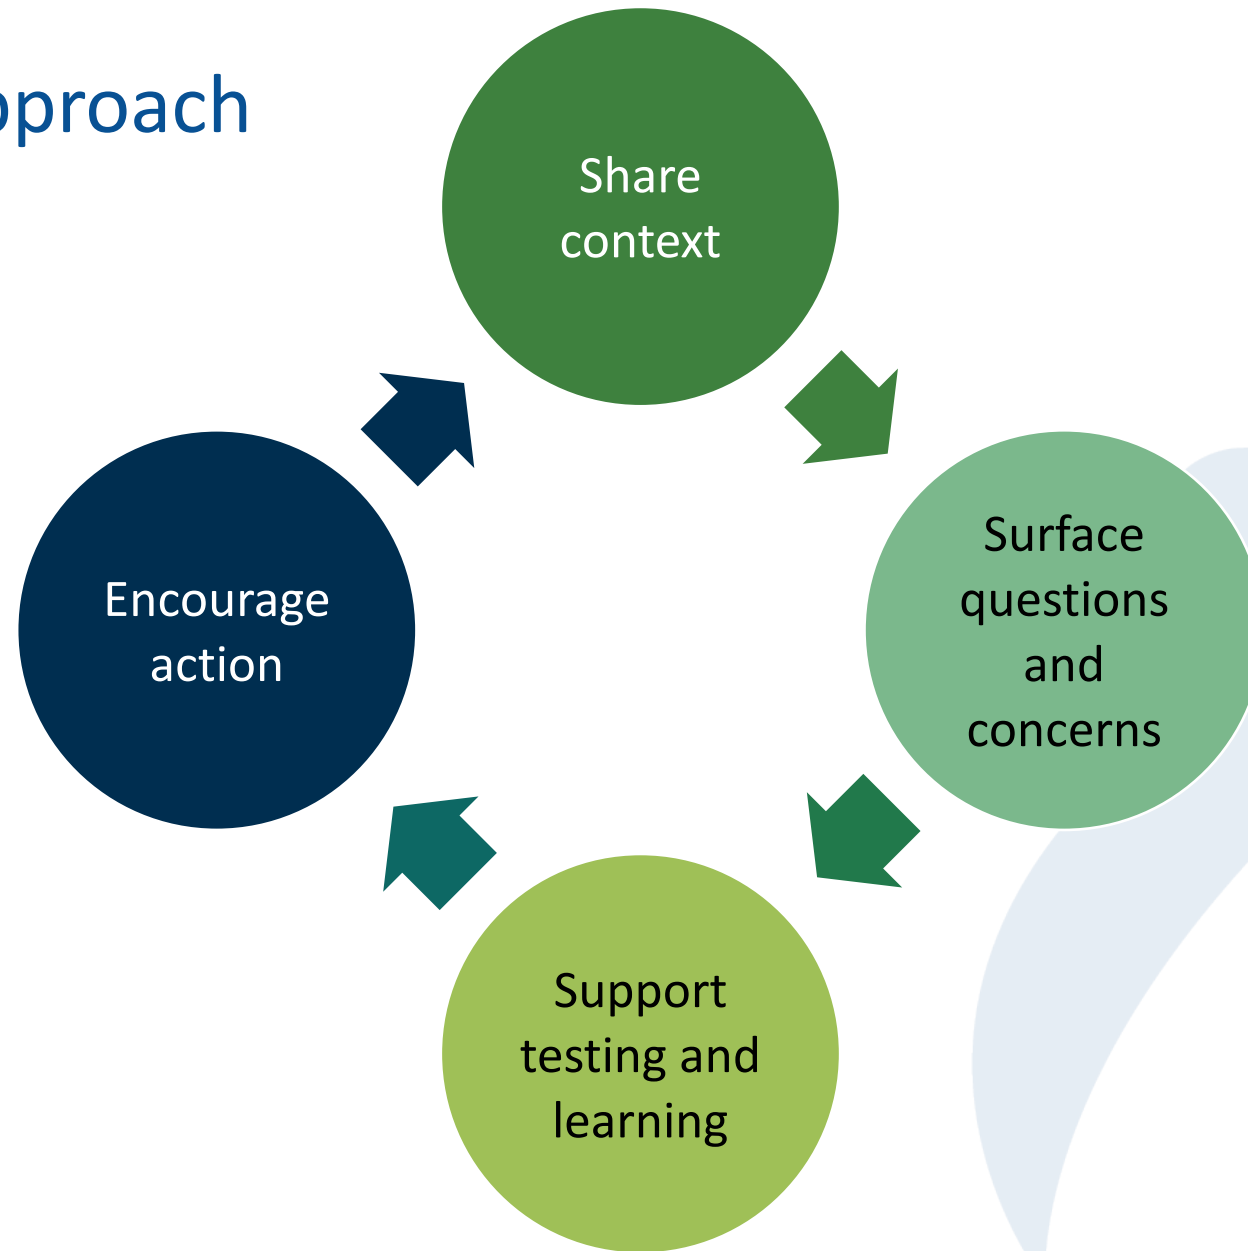 pproach
Share
context
Surface
questions
and
concerns
Support
testing and
learning
Encourage
action